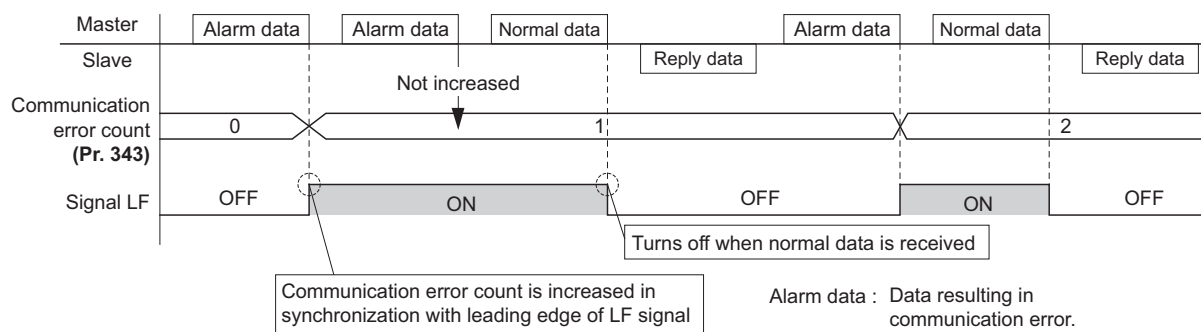 Master
Alarm data
Alarm data
Normal data
Alarm data
Normal data
Slave
Reply data
Reply data
Not increased
Communication
error count
(Pr. 343)
0
1
2
Signal LF
OFF
ON
OFF
ON
OFF
Turns off when normal data is received
Communication error count is increased in
synchronization with leading edge of LF signal
Alarm data : Data resulting in
communication error.